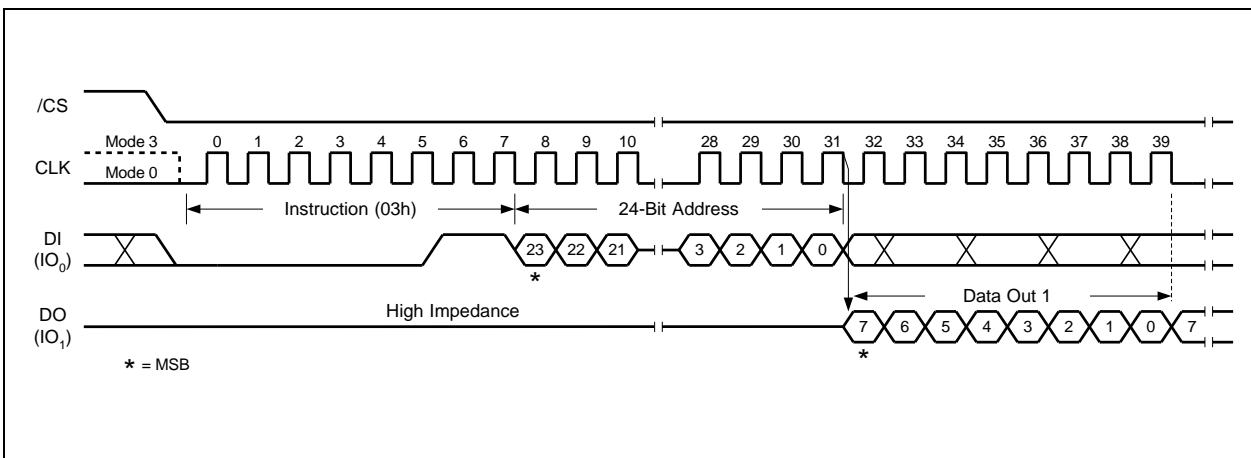 /CS
Mode 3 0 1 2 3 4 5 6 7 8 9 10 28 29 30 31 32 33 34 35 36 37 38 39
CLK
Mode 0
Instruction (03h) 24-Bit Address
DI
(IO0)
23 22 21 3 2 1 0
*
High Impedance Data Out 1
DO
(IO1)
7 6 5 4 3 2 1 0 7
*
* = MSB